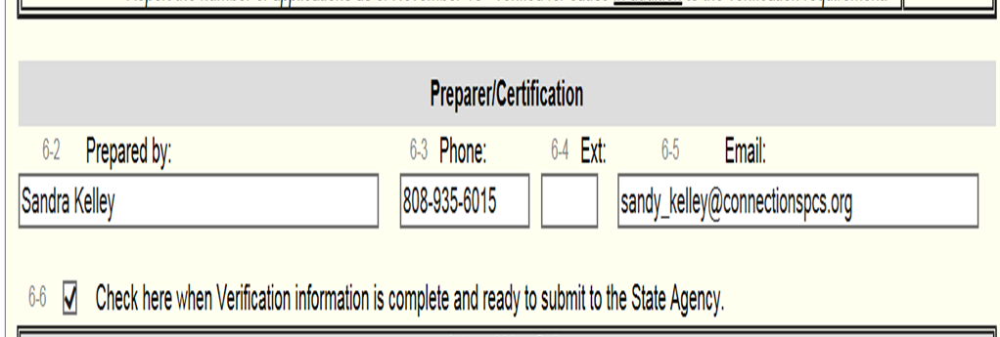 Preparer/Certification
6-2 Prepared by: 6-3 Phone: 6-4 Ext: 6-5 Email:
Sandra Kelley 808-935-6015 sandy_kelley@connectionspcs.org
6-6 Check here when Verification information is complete and ready to submit to the State Agency.